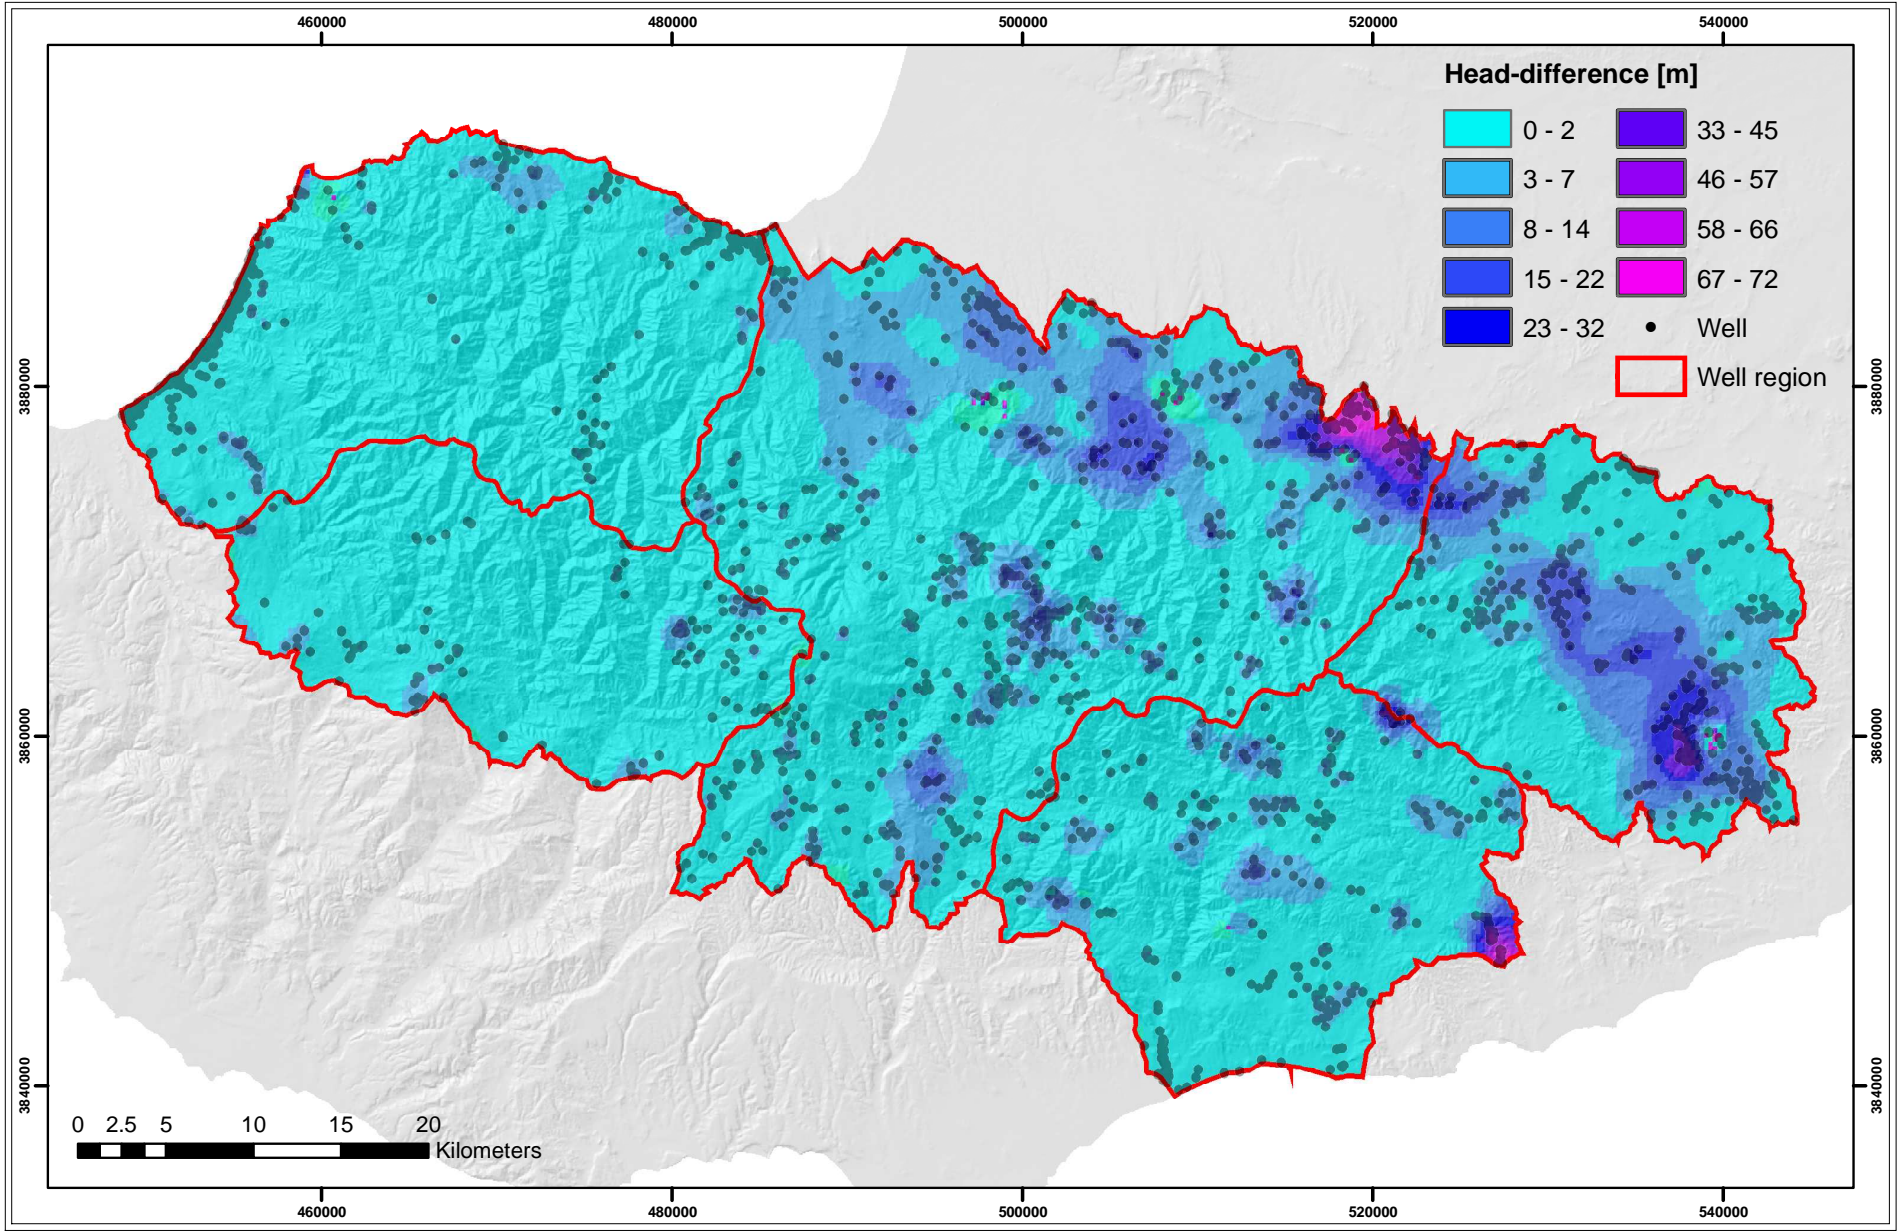 460000 480000 500000 520000 540000
Head-difference [m]
0 - 2
33 - 45
3 - 7
46 - 57
8 - 14
58 - 66
15 - 22
67 - 72
23 - 32
Well
Well region
3880000
3880000
3860000
3860000
3840000
3840000
0 2.5 5 10 15 20
Kilometers
460000 480000 500000 520000 540000